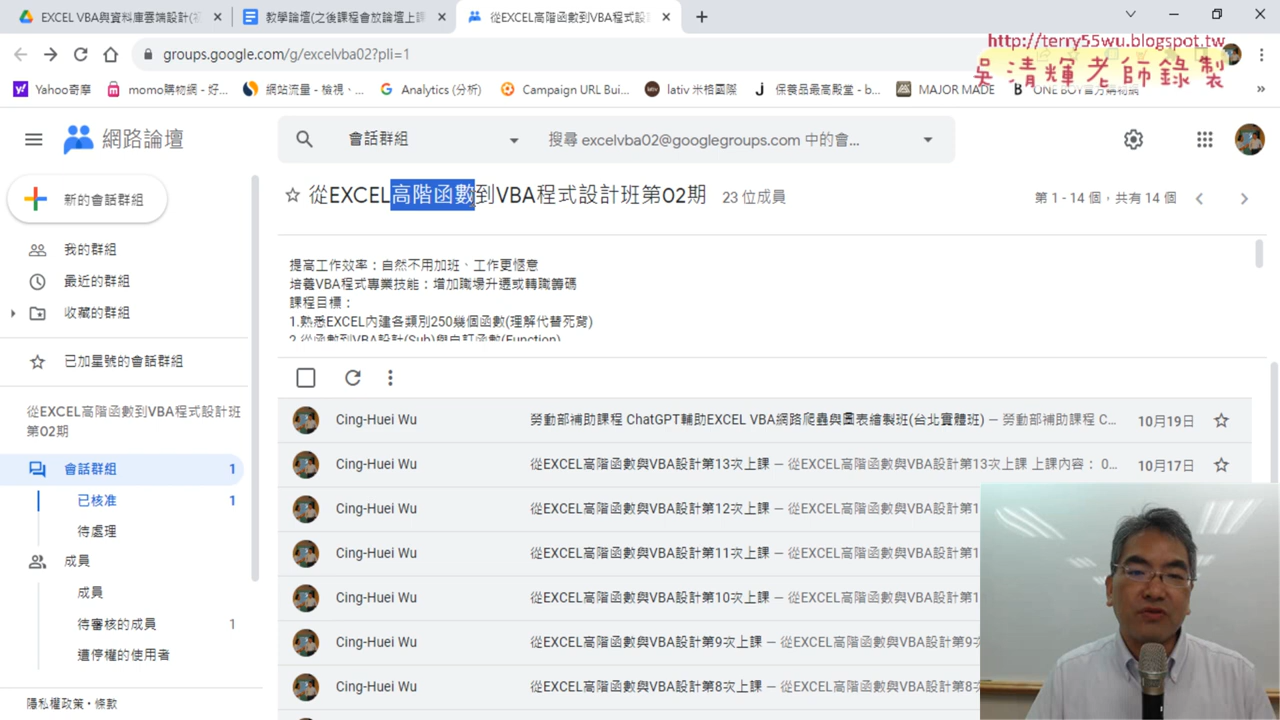 EXCEL VBA與資料庫雲端設計(初
教學論壇(之後課程會放論壇上課
從EXCEL高階函數到VBA程式設
groups.google.com/g/excelvba02?pli=1
http://terry55wu.blogspot.tw
吳清輝老師錄製
Yahoo奇摩
momo購物網 - 好...
網站流量 - 檢視、...
Analytics (分析)
Campaign URL Bui...
lativ 米格國際
保養品最高殿堂 - b...
MAJOR MADE
ONE BOY官方購物網
網路論壇
會話群組
搜尋 excelvba02@googlegroups.com 中的會...
新的會話群組
我的群組
最近的群組
收藏的群組
已加星號的會話群組
從EXCEL高階函數到VBA程式設計班
第02期
會話群組 1
已核准 1
待處理
成員
成員
待審核的成員 1
遭停權的使用者
隱私權政策 • 條款
從EXCEL高階函數到VBA程式設計班第02期 23 位成員
第 1 - 14 個，共有 14 個
提高工作效率：自然不用加班、工作更愜意
培養VBA程式專業技能：增加職場升遷或轉職籌碼
課程目標：
1.熟悉EXCEL內建各類別250幾個函數(理解代替死背)
2.從函數到VBA設計(Sub)與自訂函數(Function)
Cing-Huei Wu 勞動部補助課程 ChatGPT輔助EXCEL VBA網路爬蟲與圖表繪製班(台北實體班) – 勞動部補助課程 C... 10月19日
Cing-Huei Wu 從EXCEL高階函數與VBA設計第13次上課 – 從EXCEL高階函數與VBA設計第13次上課 上課內容： 0... 10月17日
Cing-Huei Wu 從EXCEL高階函數與VBA設計第12次上課 – 從EXCEL高階函數與VBA設計第1
Cing-Huei Wu 從EXCEL高階函數與VBA設計第11次上課 – 從EXCEL高階函數與VBA設計第1
Cing-Huei Wu 從EXCEL高階函數與VBA設計第10次上課 – 從EXCEL高階函數與VBA設計第1
Cing-Huei Wu 從EXCEL高階函數與VBA設計第9次上課 – 從EXCEL高階函數與VBA設計第9次
Cing-Huei Wu 從EXCEL高階函數與VBA設計第8次上課 – 從EXCEL高階函數與VBA設計第8次